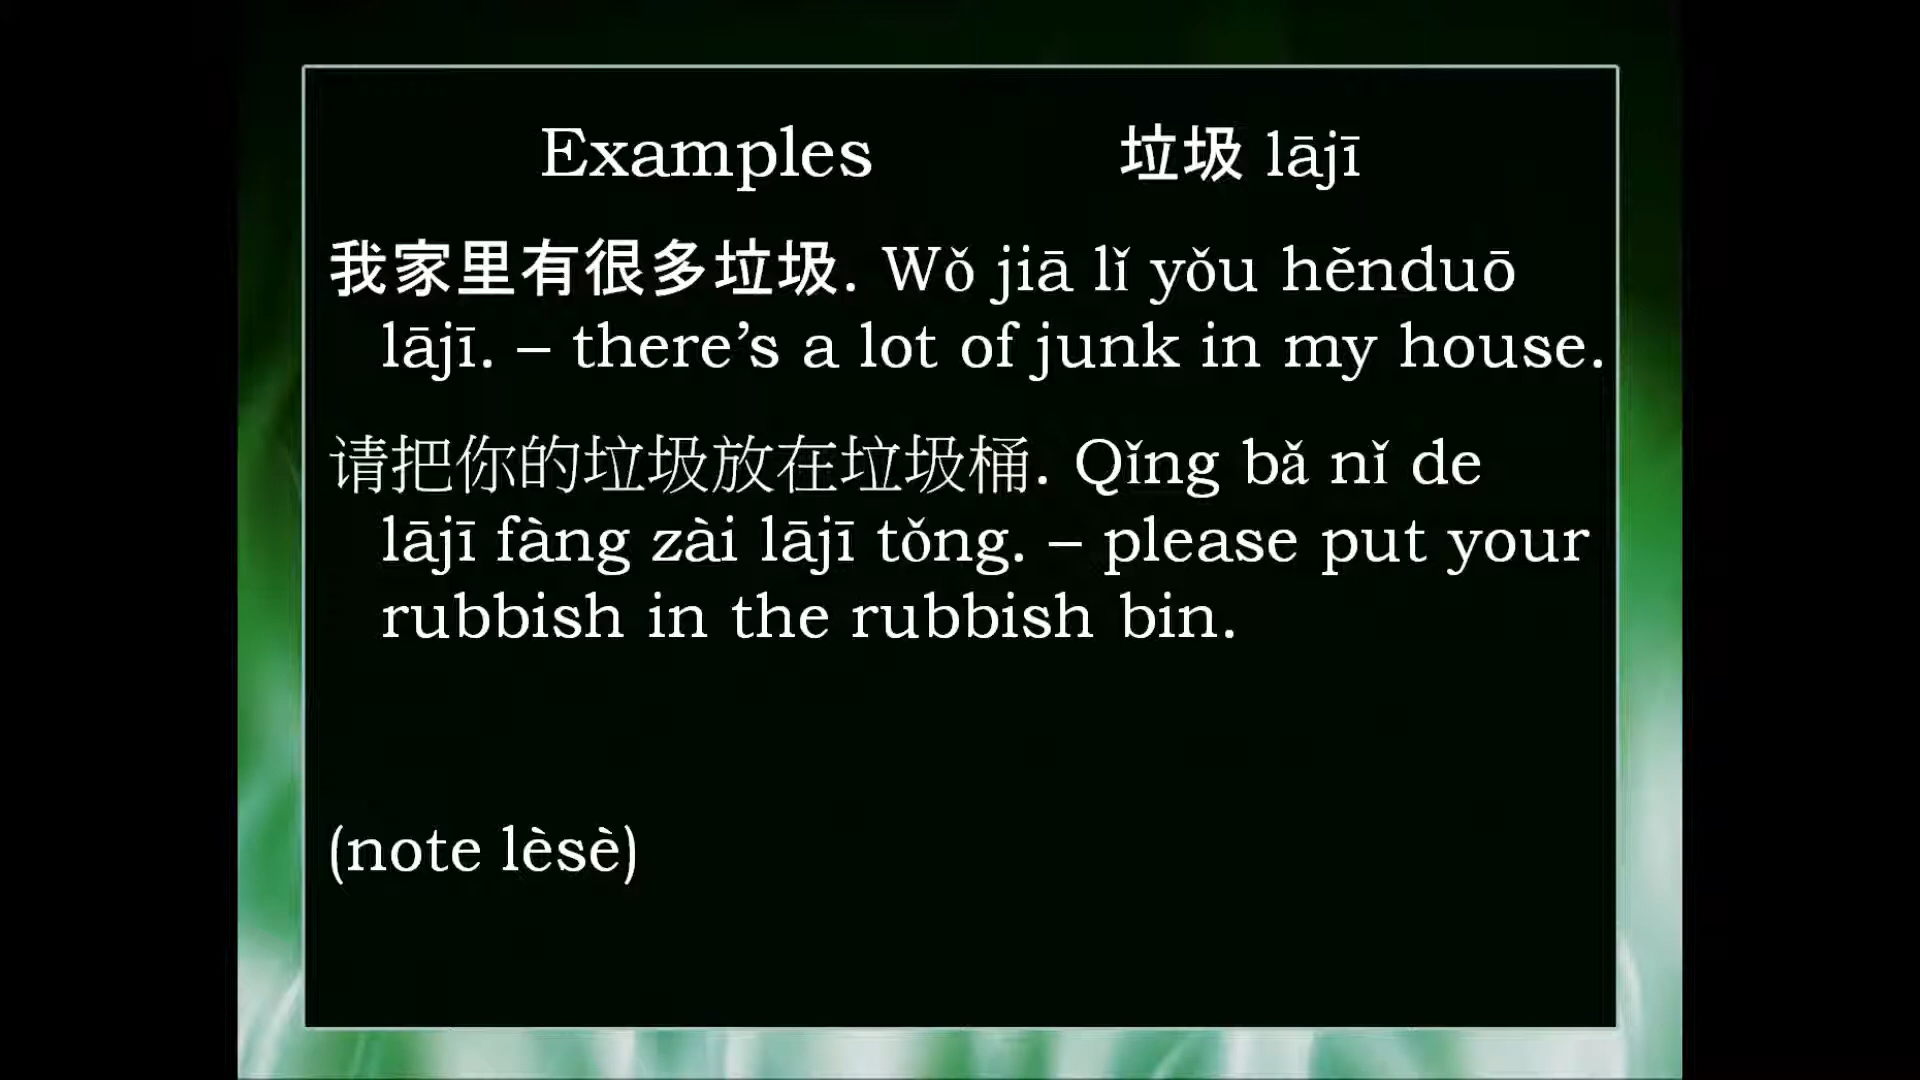 Examples 垃圾 lājī
我家里有很多垃圾. Wǒ jiā lǐ yǒu hěnduō
lājī. – there’s a lot of junk in my house.
请把你的垃圾放在垃圾桶. Qǐng bǎ nǐ de
lājī fàng zài lājī tǒng. – please put your
rubbish in the rubbish bin.
(note lèsè)